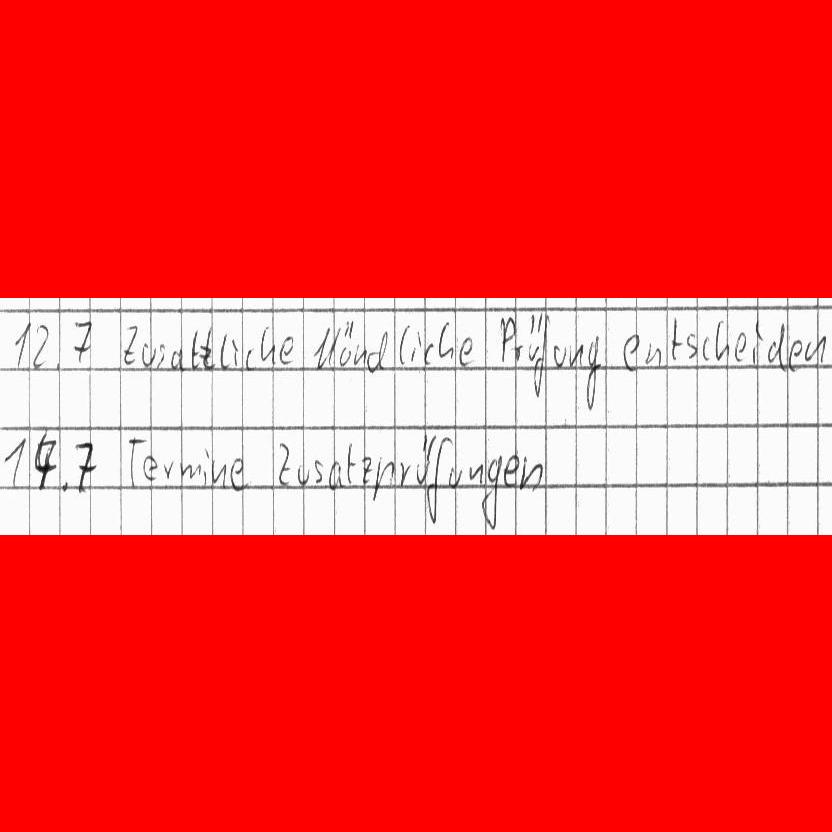 12.7 Zusätzliche Mündliche Prüfung entscheiden
14.7 Termine Zusatzprüfungen